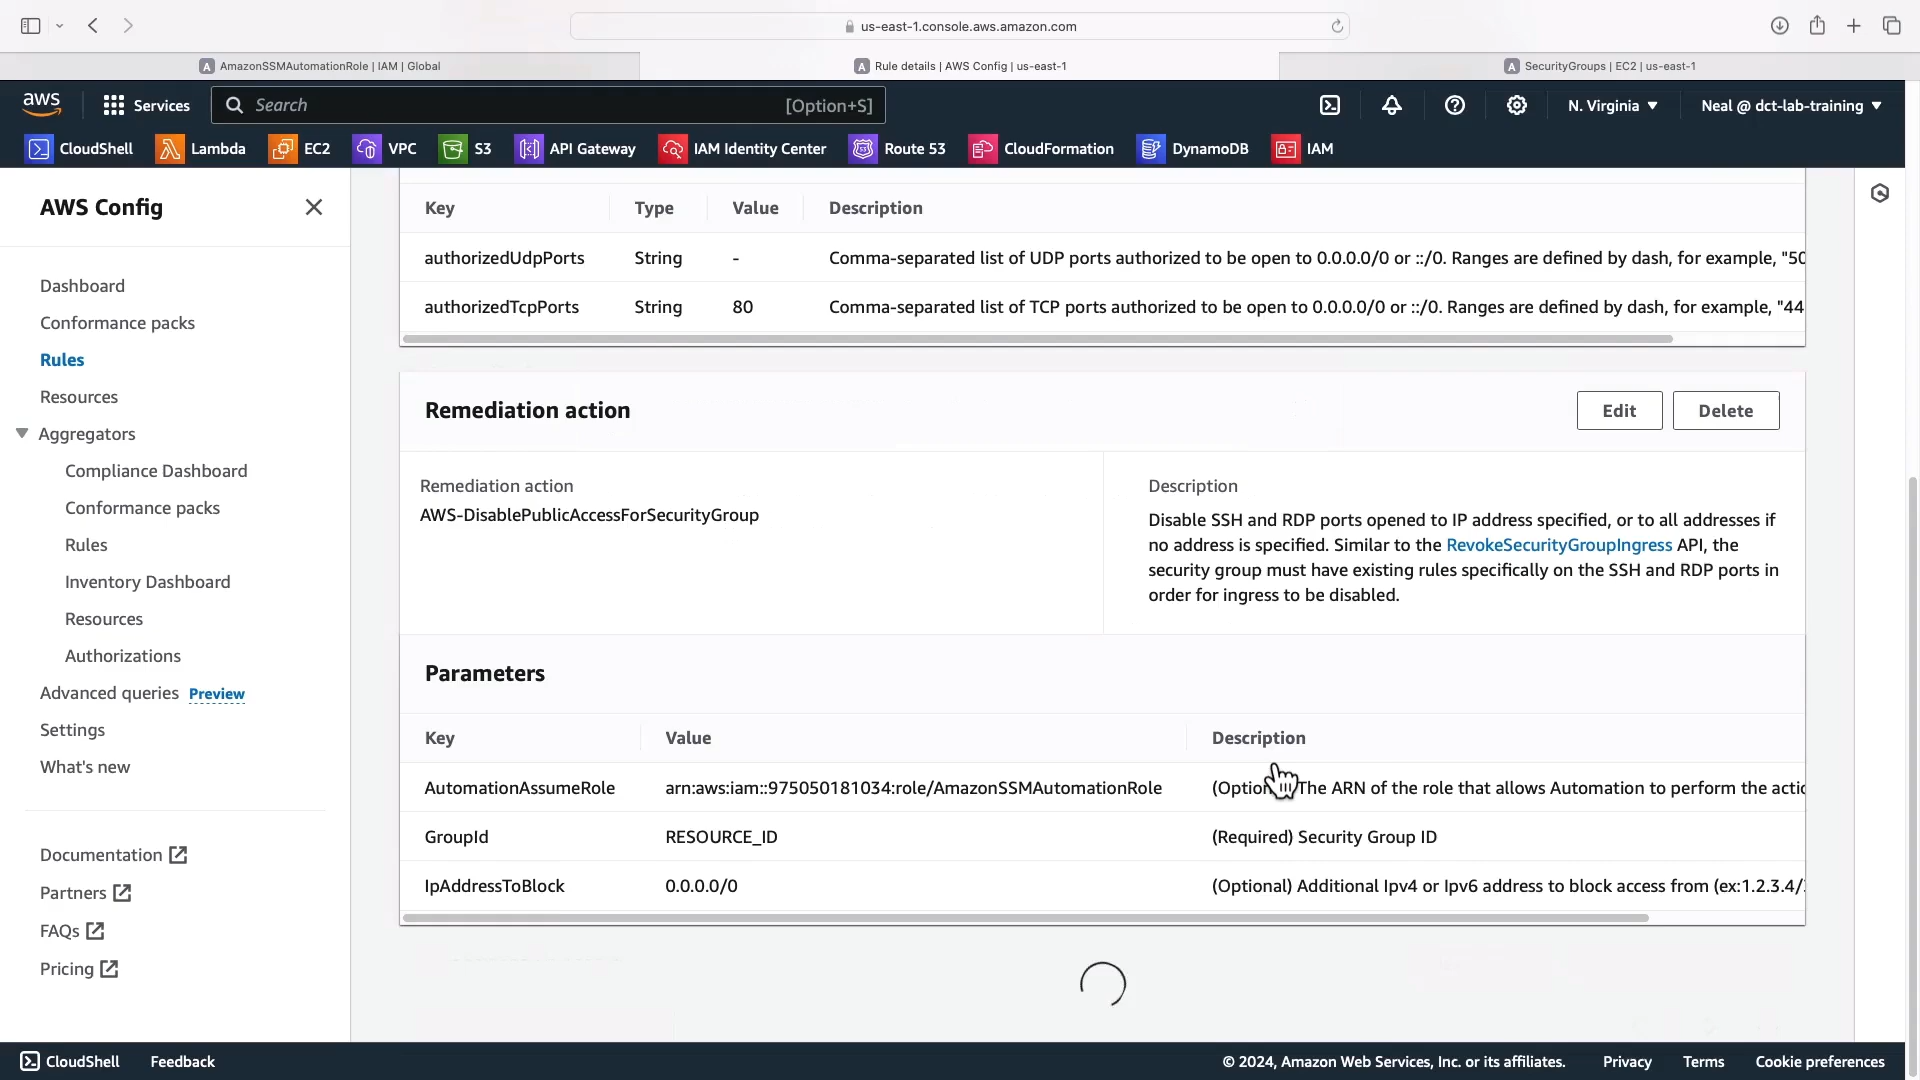 us-east-1.console.aws.amazon.com
AmazonSSMAutomationRole | IAM | Global
Rule details | AWS Config | us-east-1
SecurityGroups | EC2 | us-east-1
aws
Services
Search
[Option+S]
N. Virginia
Neal @ dct-lab-training
CloudShell
Lambda
EC2
VPC
S3
API Gateway
IAM Identity Center
Route 53
CloudFormation
DynamoDB
IAM
AWS Config
Dashboard
Conformance packs
Rules
Resources
Aggregators
Compliance Dashboard
Conformance packs
Rules
Inventory Dashboard
Resources
Authorizations
Advanced queries Preview
Settings
What's new
Documentation
Partners
FAQs
Pricing
Key Type Value Description
authorizedUdpPorts String - Comma-separated list of UDP ports authorized to be open to 0.0.0.0/0 or ::/0. Ranges are defined by dash, for example, "50
authorizedTcpPorts String 80 Comma-separated list of TCP ports authorized to be open to 0.0.0.0/0 or ::/0. Ranges are defined by dash, for example, "44
Remediation action
Edit
Delete
Remediation action
AWS-DisablePublicAccessForSecurityGroup
Description
Disable SSH and RDP ports opened to IP address specified, or to all addresses if
no address is specified. Similar to the RevokeSecurityGroupIngress API, the
security group must have existing rules specifically on the SSH and RDP ports in
order for ingress to be disabled.
Parameters
Key Value Description
AutomationAssumeRole arn:aws:iam::975050181034:role/AmazonSSMAutomationRole The ARN of the role that allows Automation to perform the actio
GroupId RESOURCE_ID (Required) Security Group ID
IpAddressToBlock 0.0.0.0/0 (Optional) Additional Ipv4 or Ipv6 address to block access from (ex:1.2.3.4/
CloudShell
Feedback
© 2024, Amazon Web Services, Inc. or its affiliates.
Privacy
Terms
Cookie preferences